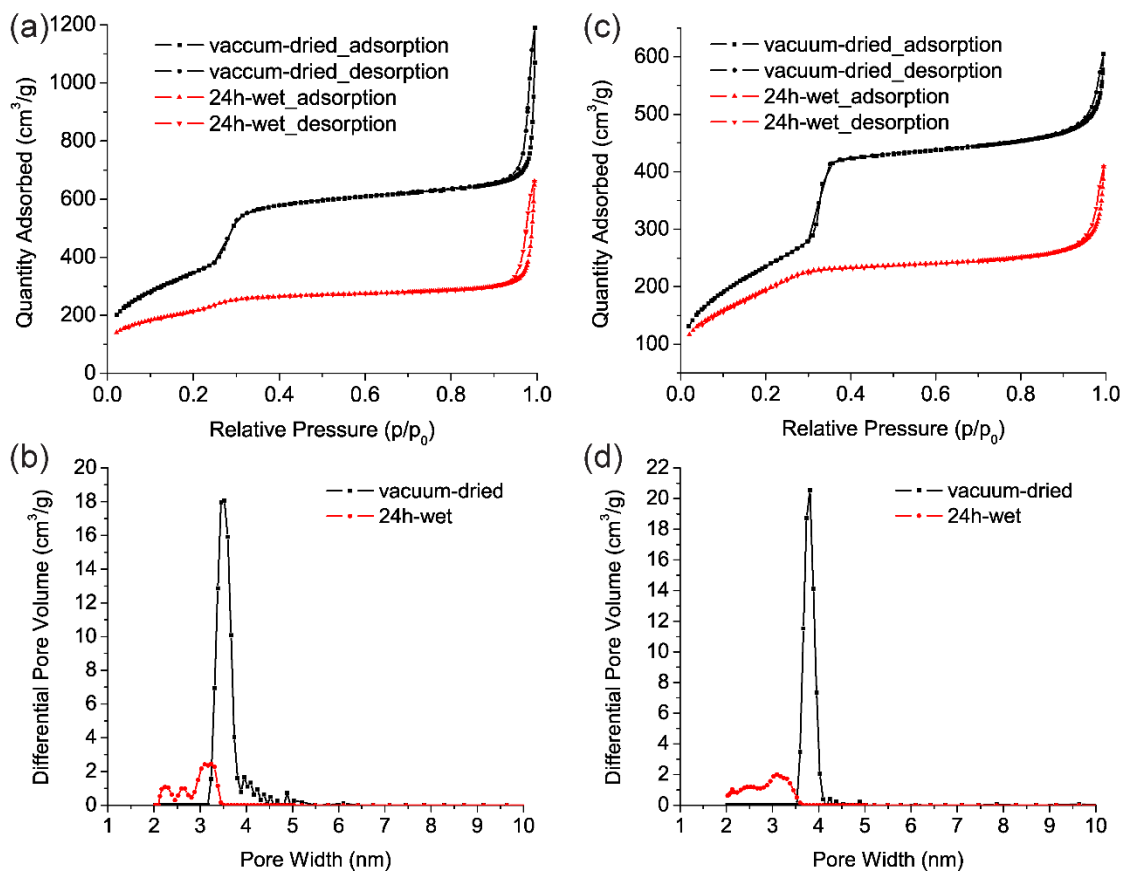 (a)
1200
1000
800
600
400
200
0
Quantity Adsorbed (cm³/g)
vaccum-dried_adsorption
vaccum-dried_desorption
24h-wet_adsorption
24h-wet_desorption
0.0 0.2 0.4 0.6 0.8 1.0
Relative Pressure (p/p₀)
(c)
600
500
400
300
200
100
Quantity Adsorbed (cm³/g)
vacuum-dried_adsorption
vacuum-dried_desorption
24h-wet_adsorption
24h-wet_desorption
0.0 0.2 0.4 0.6 0.8 1.0
Relative Pressure (p/p₀)
(b)
20
18
16
14
12
10
8
6
4
2
0
Differential Pore Volume (cm³/g)
vacuum-dried
24h-wet
1 2 3 4 5 6 7 8 9 10
Pore Width (nm)
(d)
22
20
18
16
14
12
10
8
6
4
2
0
Differential Pore Volume (cm³/g)
vacuum-dried
24h-wet
1 2 3 4 5 6 7 8 9 10
Pore Width (nm)